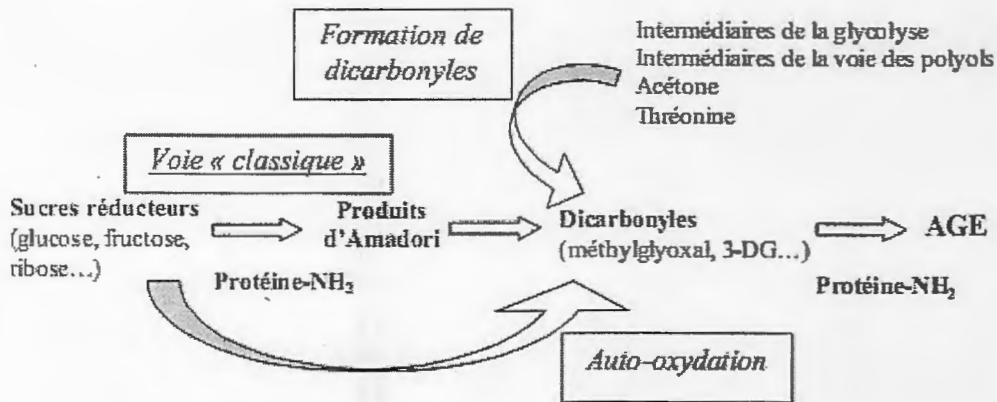 Formation de
dicarbonyles
Intermédiaires de la glycolyse
Intermédiaires de la voie des polyols
Acétone
Thréonine
Voie « classique »
Sucres réducteurs
(glucose, fructose,
ribose...)
Protéine-NH₂
Produits
d'Amadori
Dicarbonyles
(méthylglyoxal, 3-DG...)
AGE
Protéine-NH₂
Auto-oxydation